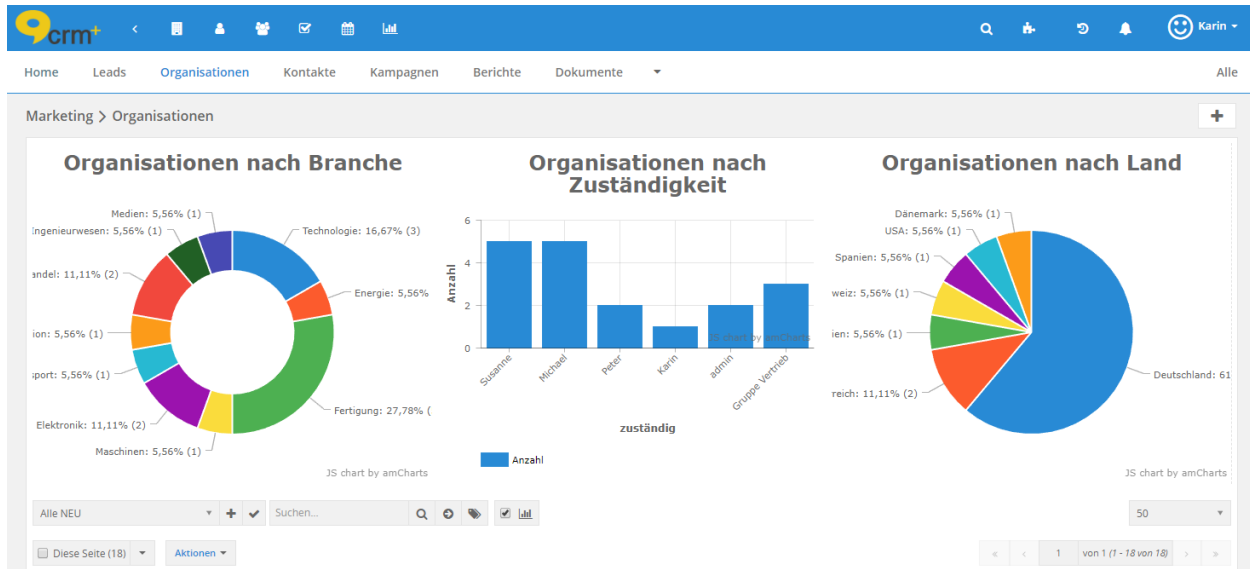 crm+
Karin
Home Leads Organisationen Kontakte Kampagnen Berichte Dokumente Alle
Marketing > Organisationen
Organisationen nach Branche
Medien: 5,56% (1)
Ingenieurwesen: 5,56% (1)
andel: 11,11% (2)
ion: 5,56% (1)
sport: 5,56% (1)
Elektronik: 11,11% (2)
Maschinen: 5,56% (1)
Technologie: 16,67% (3)
Energie: 5,56%
Fertigung: 27,78% (
JS chart by amCharts
Organisationen nach
Zuständigkeit
Anzahl
6
4
2
0
JS chart by amCharts
Susanne
Michael
Peter
Karin
admin
Gruppe Vertrieb
zuständig
Anzahl
Organisationen nach Land
Dänemark: 5,56% (1)
USA: 5,56% (1)
Spanien: 5,56% (1)
weiz: 5,56% (1)
ien: 5,56% (1)
reich: 11,11% (2)
Deutschland: 61
JS chart by amCharts
Alle NEU
Suchen...
50
Diese Seite (18)
Aktionen
« < 1 von 1 (1 - 18 von 18) > »